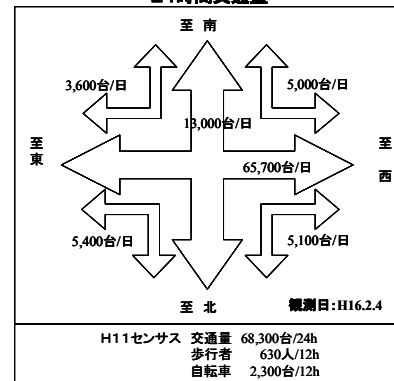 至 南
3,600台/日
5,000台/日
13,000台/日
至
東
至
西
65,700台/日
5,400台/日
5,100台/日
至 北
観測日:H16.2.4
H11センサス 交通量 68,300台/24h
歩行者 630人/12h
自転車 2,300台/12h